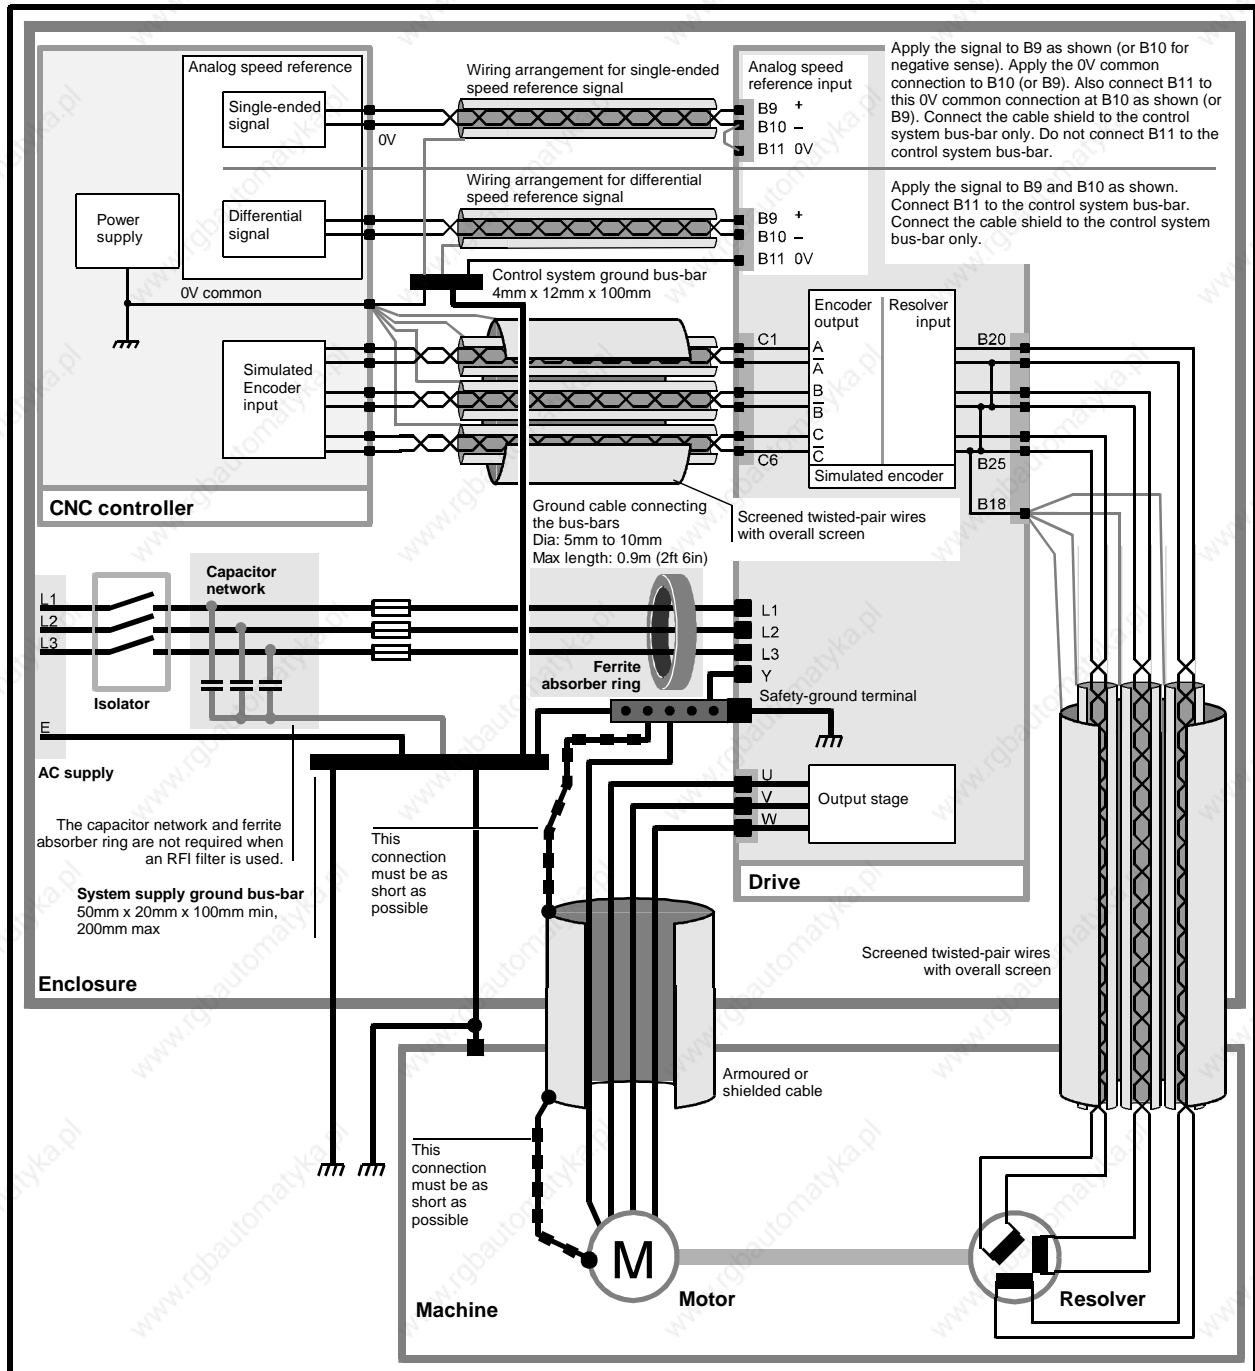 Analog speed reference
Single-ended
signal
0V
Differential
signal
Power
supply
0V common
Simulated
Encoder
input
CNC controller
Wiring arrangement for single-ended
speed reference signal
Wiring arrangement for differential
speed reference signal
Control system ground bus-bar
4mm x 12mm x 100mm
Analog speed
reference input
B9 +
B10 –
B11 0V
B9 +
B10 –
B11 0V
Apply the signal to B9 as shown (or B10 for
negative sense). Apply the 0V common
connection to B10 (or B9). Also connect B11 to
this 0V common connection at B10 as shown (or
B9). Connect the cable shield to the control
system bus-bar only. Do not connect B11 to the
control system bus-bar.
Apply the signal to B9 and B10 as shown.
Connect B11 to the control system bus-bar.
Connect the cable shield to the control system
bus-bar only.
Encoder
output
Resolver
input
C1
A
A̅
B
B̅
C
C̅
C6
Simulated encoder
B20
B25
B18
Ground cable connecting
the bus-bars
Dia: 5mm to 10mm
Max length: 0.9m (2ft 6in)
Screened twisted-pair wires
with overall screen
Capacitor
network
L1
L2
L3
Isolator
E
AC supply
Ferrite
absorber ring
L1
L2
L3
Y
Safety-ground terminal
U
V
W
Output stage
Drive
The capacitor network and ferrite
absorber ring are not required when
an RFI filter is used.
System supply ground bus-bar
50mm x 20mm x 100mm min,
200mm max
This
connection
must be as
short as
possible
Enclosure
Screened twisted-pair wires
with overall screen
Armoured or
shielded cable
This
connection
must be as
short as
possible
M
Motor
Machine
Resolver
www.rgbautomatyka.pl